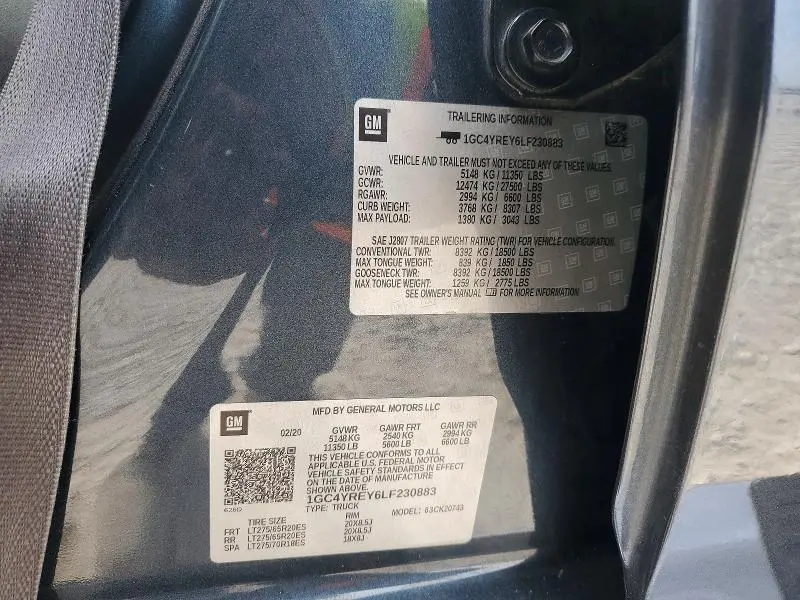 GM
TRAILERING INFORMATION
1GC4YREY6LF230883
VEHICLE AND TRAILER MUST NOT EXCEED ANY OF THESE VALUES.
GVWR: 5148 KG / 11350 LBS
GCWR: 12474 KG / 27500 LBS
RGAWR: 2994 KG / 6600 LBS
CURB WEIGHT: 3768 KG / 8307 LBS
MAX PAYLOAD: 1380 KG / 3043 LBS
SAE J2807 TRAILER WEIGHT RATING (TWR) FOR VEHICLE CONFIGURATION.
CONVENTIONAL TWR: 8392 KG / 18500 LBS
MAX TONGUE WEIGHT: 839 KG / 1850 LBS
GOOSENECK TWR: 8392 KG / 18500 LBS
MAX TONGUE WEIGHT: 1259 KG / 2775 LBS
SEE OWNER'S MANUAL FOR MORE INFORMATION
GM
MFD BY GENERAL MOTORS LLC
02/20 GVWR GAWR FRT GAWR RR
5148 KG 2540 KG 2994 KG
11350 LB 5600 LB 6600 LB
THIS VEHICLE CONFORMS TO ALL
APPLICABLE U.S. FEDERAL MOTOR
VEHICLE SAFETY STANDARDS IN EFFECT
ON THE DATE OF MANUFACTURE
SHOWN ABOVE.
1GC4YREY6LF230883
TYPE: TRUCK MODEL: 63CK20743
TIRE SIZE RIM
FRT LT275/65R20ES 20X8.5J
RR LT275/65R20ES 20X8.5J
SPA LT275/70R18ES 18X8J